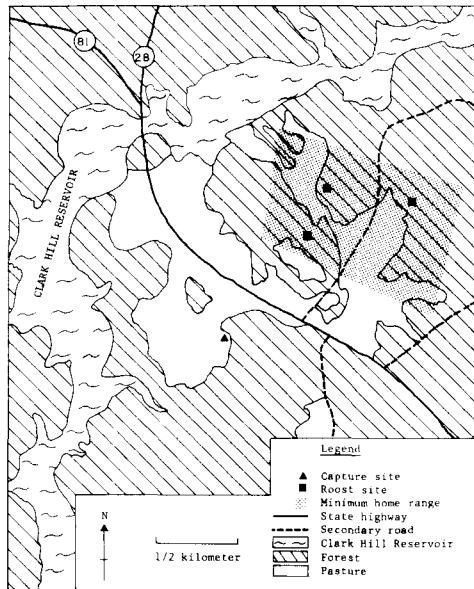 81
28
CLARK HILL RESERVOIR
N
1/2 kilometer
Legend
Capture site
Roost site
Minimum home range
State highway
Secondary road
Clark Hill Reservoir
Forest
Pasture